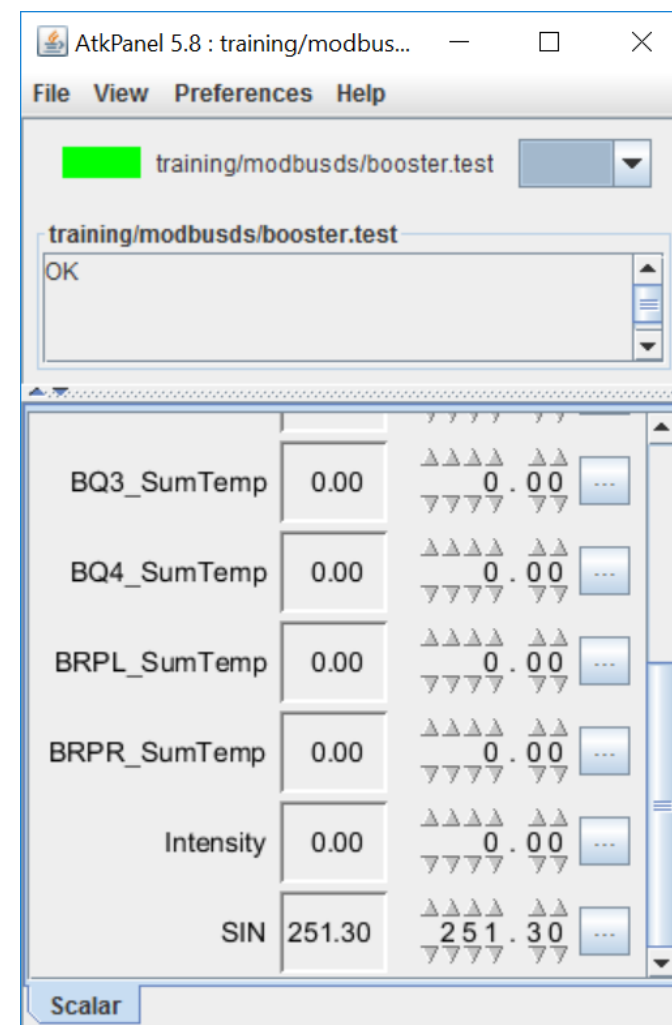 AtkPanel 5.8 : training/modbus...
File View Preferences Help
training/modbusds/booster.test
training/modbusds/booster.test
OK
BQ3_SumTemp 0.00 0.00 ...
BQ4_SumTemp 0.00 0.00 ...
BRPL_SumTemp 0.00 0.00 ...
BRPR_SumTemp 0.00 0.00 ...
Intensity 0.00 0.00 ...
SIN 251.30 251.30 ...
Scalar